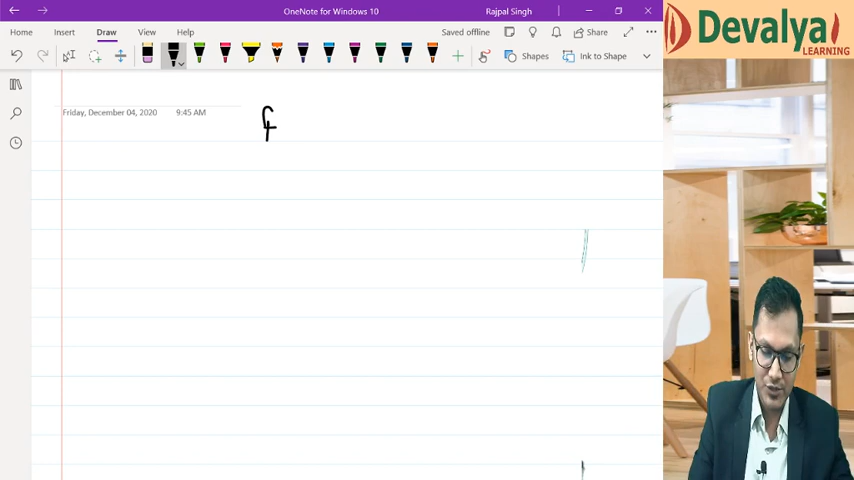 OneNote for Windows 10
Rajpal Singh
Home Insert Draw View Help
Saved offline
Share
Shapes
Ink to Shape
Friday, December 04, 2020 9:45 AM
f
Devalya
LEARNING